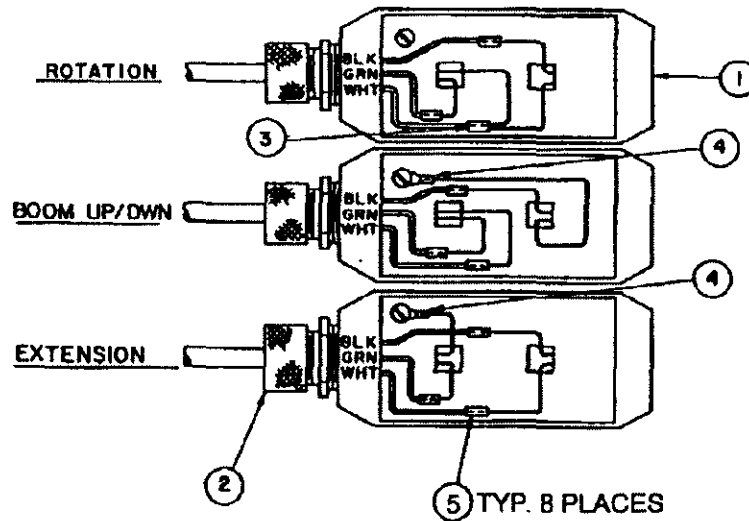 ROTATION
BLK
GRN
WHT
1
3
4
BOOM UP/DWN
BLK
GRN
WHT
4
EXTENSION
BLK
GRN
WHT
2
5 TYP. 8 PLACES